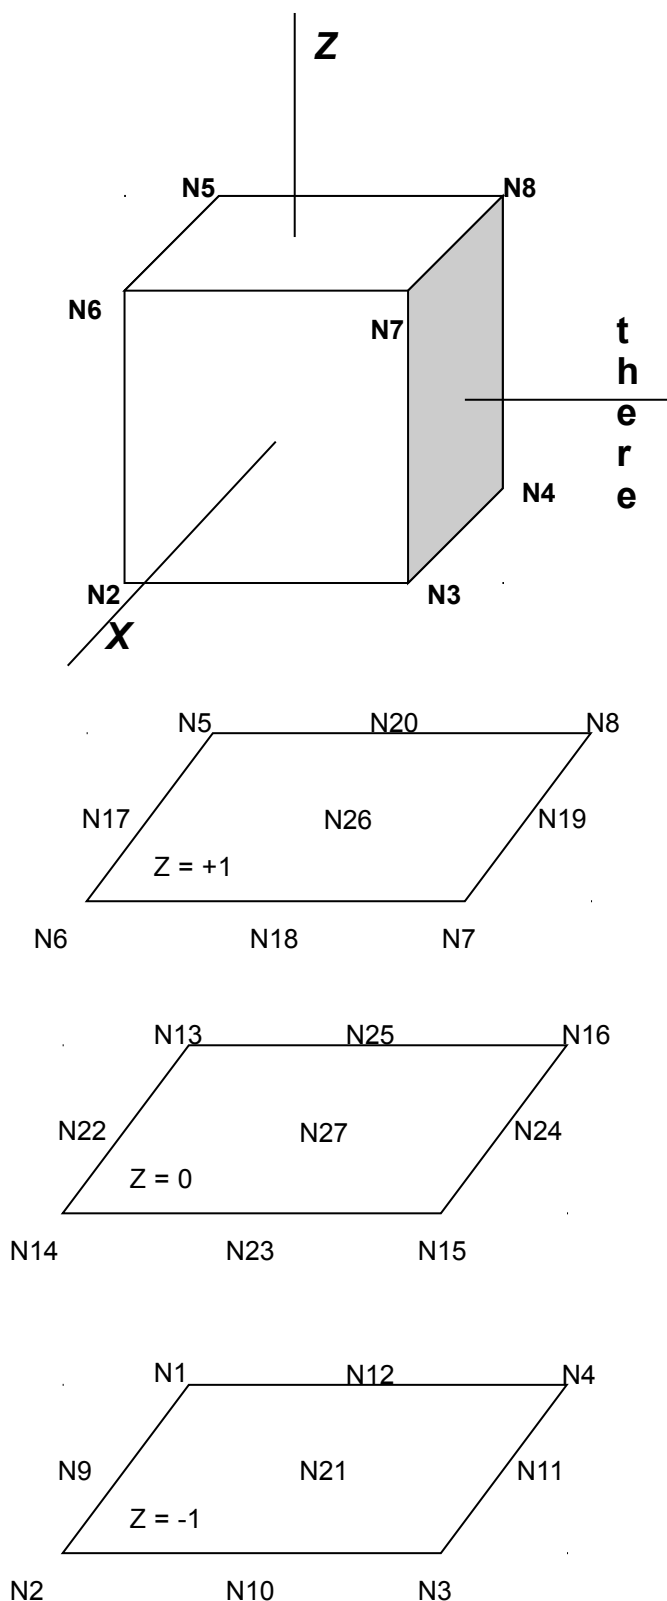 Z
N5 N8
N6
N7
there
N4
N2 N3
X
N5 N20 N8
N17 N26 N19
Z = +1
N6 N18 N7
N13 N25 N16
N22 N27 N24
Z = 0
N14 N23 N15
N1 N12 N4
N9 N21 N11
Z = -1
N2 N10 N3